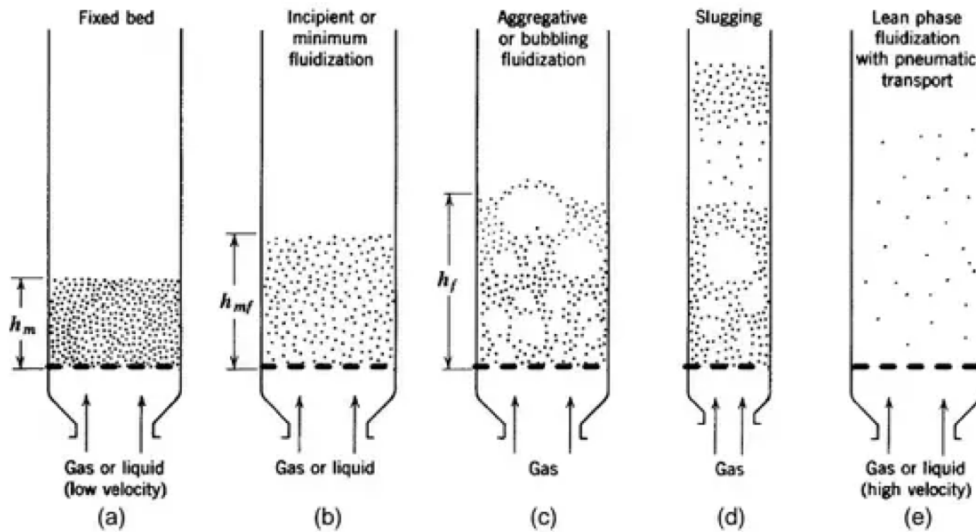 Fixed bed
Incipient or
minimum
fluidization
Aggregative
or bubbling
fluidization
Slugging
Lean phase
fluidization
with pneumatic
transport
h_m
h_mf
h_f
Gas or liquid
(low velocity)
Gas or liquid
Gas
Gas
Gas or liquid
(high velocity)
(a)
(b)
(c)
(d)
(e)